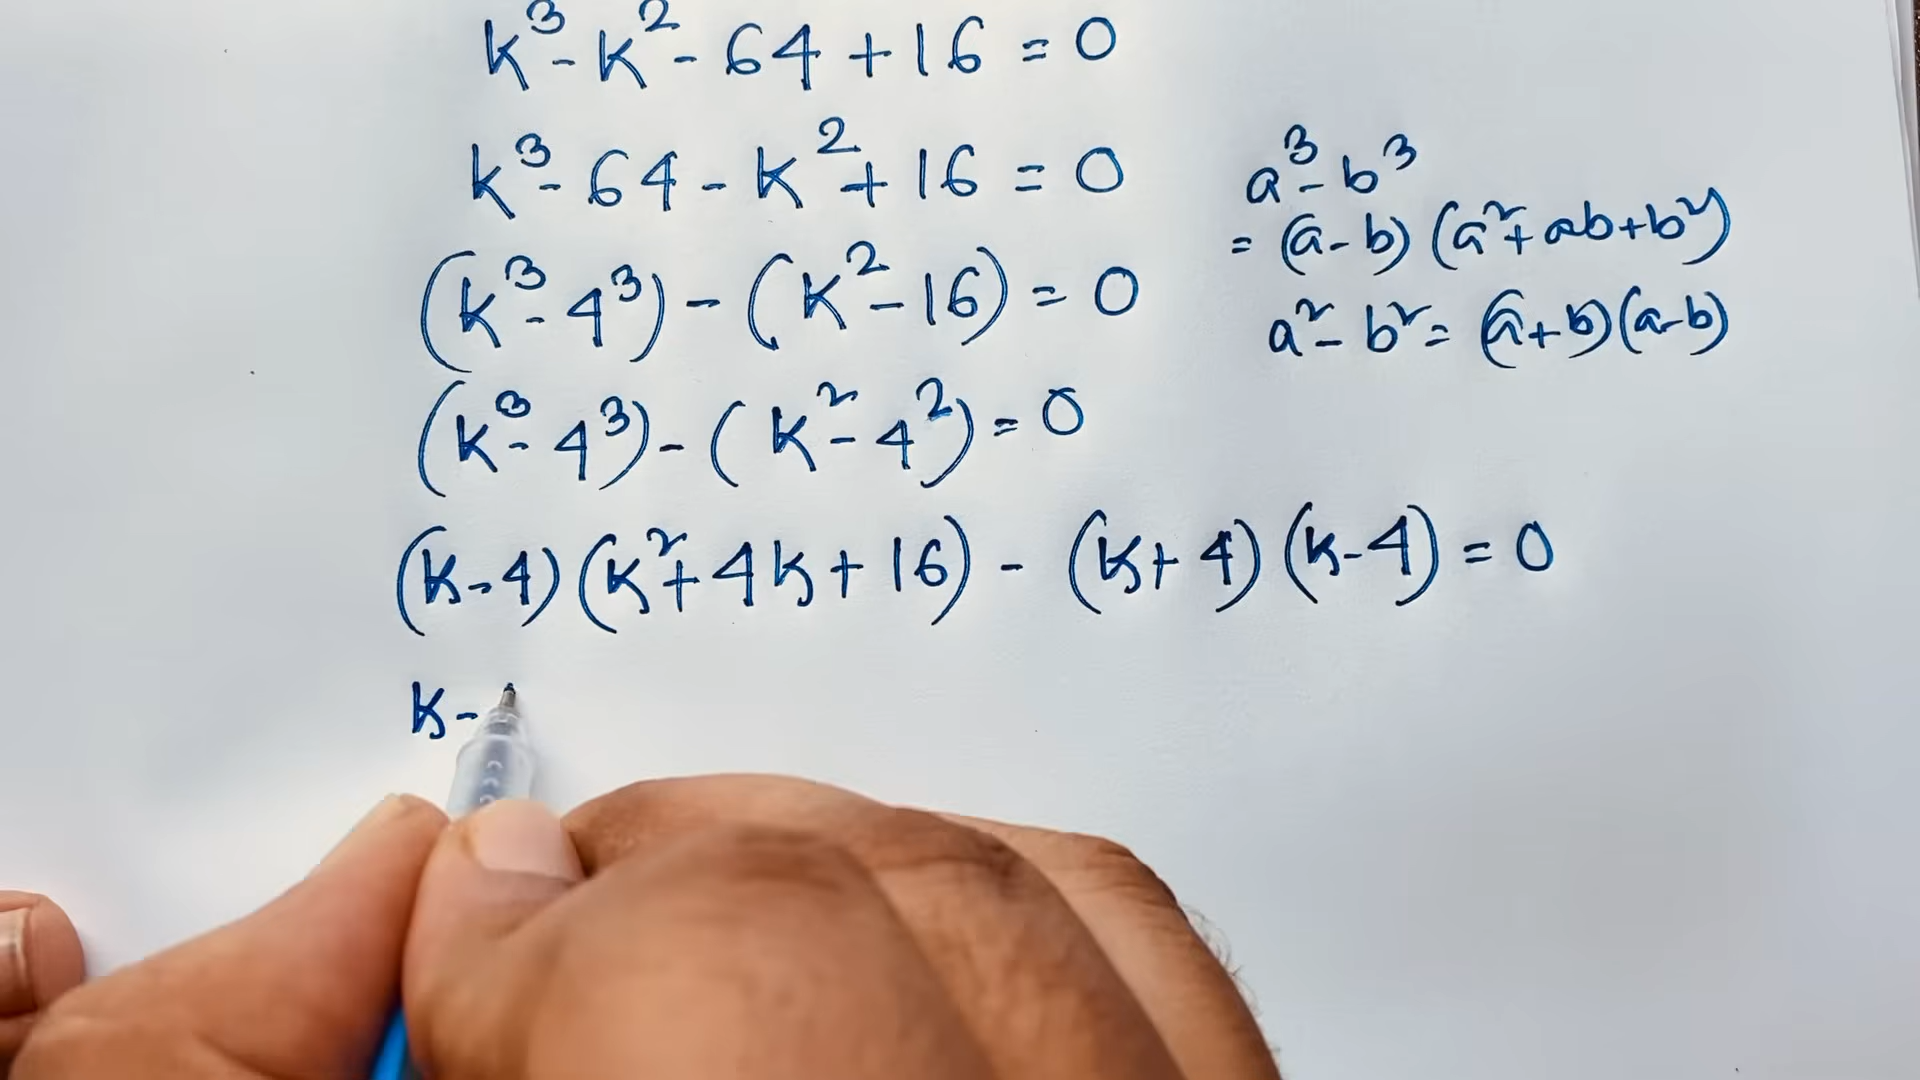 k³ - k² - 64 + 16 = 0
k³ - 64 - k² + 16 = 0
(k³ - 4³) - (k² - 16) = 0
(k³ - 4³) - (k² - 4²) = 0
(k - 4)(k² + 4k + 16) - (k + 4)(k - 4) = 0
k -
a³ - b³
= (a - b)(a² + ab + b²)
a² - b² = (a + b)(a - b)